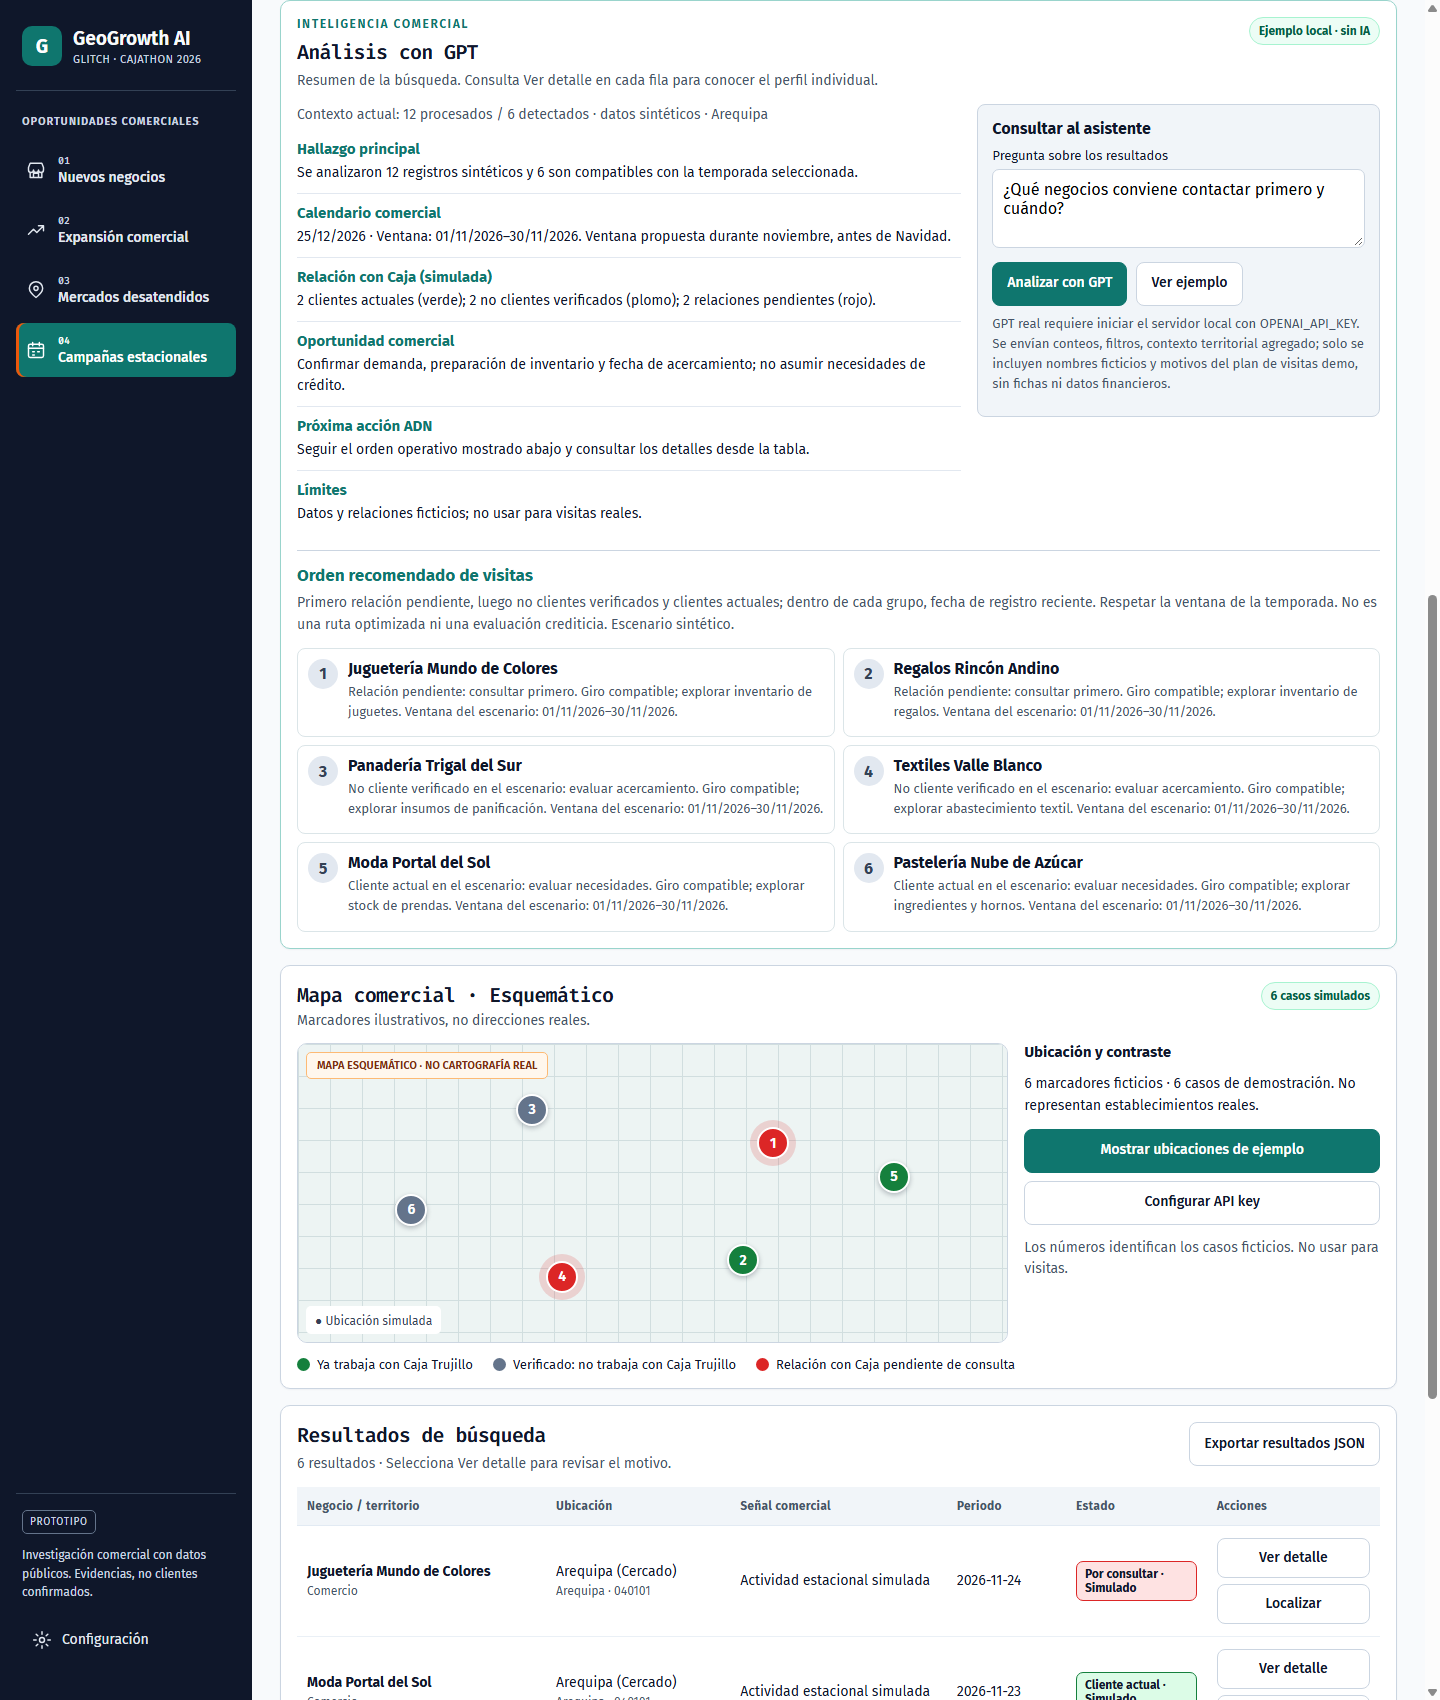 G
GeoGrowth AI
GLITCH · CAJATHON 2026
OPORTUNIDADES COMERCIALES
01
Nuevos negocios
02
Expansión comercial
03
Mercados desatendidos
04
Campañas estacionales
PROTOTIPO
Investigación comercial con datos
públicos. Evidencias, no clientes
confirmados.
Configuración
INTELIGENCIA COMERCIAL
Análisis con GPT
Resumen de la búsqueda. Consulta Ver detalle en cada fila para conocer el perfil individual.
Ejemplo local · sin IA
Contexto actual: 12 procesados / 6 detectados · datos sintéticos · Arequipa
Hallazgo principal
Se analizaron 12 registros sintéticos y 6 son compatibles con la temporada seleccionada.
Calendario comercial
25/12/2026 · Ventana: 01/11/2026–30/11/2026. Ventana propuesta durante noviembre, antes de Navidad.
Relación con Caja (simulada)
2 clientes actuales (verde); 2 no clientes verificados (plomo); 2 relaciones pendientes (rojo).
Oportunidad comercial
Confirmar demanda, preparación de inventario y fecha de acercamiento; no asumir necesidades de
crédito.
Próxima acción ADN
Seguir el orden operativo mostrado abajo y consultar los detalles desde la tabla.
Límites
Datos y relaciones ficticios; no usar para visitas reales.
Consultar al asistente
Pregunta sobre los resultados
¿Qué negocios conviene contactar primero y
cuándo?
Analizar con GPT
Ver ejemplo
GPT real requiere iniciar el servidor local con OPENAI_API_KEY.
Se envían conteos, filtros, contexto territorial agregado; solo se
incluyen nombres ficticios y motivos del plan de visitas demo,
sin fichas ni datos financieros.
Orden recomendado de visitas
Primero relación pendiente, luego no clientes verificados y clientes actuales; dentro de cada grupo, fecha de registro reciente. Respetar la ventana de la temporada. No es
una ruta optimizada ni una evaluación crediticia. Escenario sintético.
1
Juguetería Mundo de Colores
Relación pendiente: consultar primero. Giro compatible; explorar inventario de
juguetes. Ventana del escenario: 01/11/2026–30/11/2026.
2
Regalos Rincón Andino
Relación pendiente: consultar primero. Giro compatible; explorar inventario de
regalos. Ventana del escenario: 01/11/2026–30/11/2026.
3
Panadería Trigal del Sur
No cliente verificado en el escenario: evaluar acercamiento. Giro compatible;
explorar insumos de panificación. Ventana del escenario: 01/11/2026–30/11/2026.
4
Textiles Valle Blanco
No cliente verificado en el escenario: evaluar acercamiento. Giro compatible;
explorar abastecimiento textil. Ventana del escenario: 01/11/2026–30/11/2026.
5
Moda Portal del Sol
Cliente actual en el escenario: evaluar necesidades. Giro compatible; explorar
stock de prendas. Ventana del escenario: 01/11/2026–30/11/2026.
6
Pastelería Nube de Azúcar
Cliente actual en el escenario: evaluar necesidades. Giro compatible; explorar
ingredientes y hornos. Ventana del escenario: 01/11/2026–30/11/2026.
Mapa comercial · Esquemático
Marcadores ilustrativos, no direcciones reales.
6 casos simulados
MAPA ESQUEMÁTICO · NO CARTOGRAFÍA REAL
3
1
5
6
2
4
● Ubicación simulada
Ya trabaja con Caja Trujillo
Verificado: no trabaja con Caja Trujillo
Relación con Caja pendiente de consulta
Ubicación y contraste
6 marcadores ficticios · 6 casos de demostración. No
representan establecimientos reales.
Mostrar ubicaciones de ejemplo
Configurar API key
Los números identifican los casos ficticios. No usar para
visitas.
Resultados de búsqueda
6 resultados · Selecciona Ver detalle para revisar el motivo.
Exportar resultados JSON
Negocio / territorio
Ubicación
Señal comercial
Periodo
Estado
Acciones
Juguetería Mundo de Colores
Comercio
Arequipa (Cercado)
Arequipa · 040101
Actividad estacional simulada
2026-11-24
Por consultar ·
Simulado
Ver detalle
Localizar
Moda Portal del Sol
Comercio
Arequipa (Cercado)
Arequipa · 040101
Actividad estacional simulada
2026-11-23
Cliente actual ·
Simulado
Ver detalle